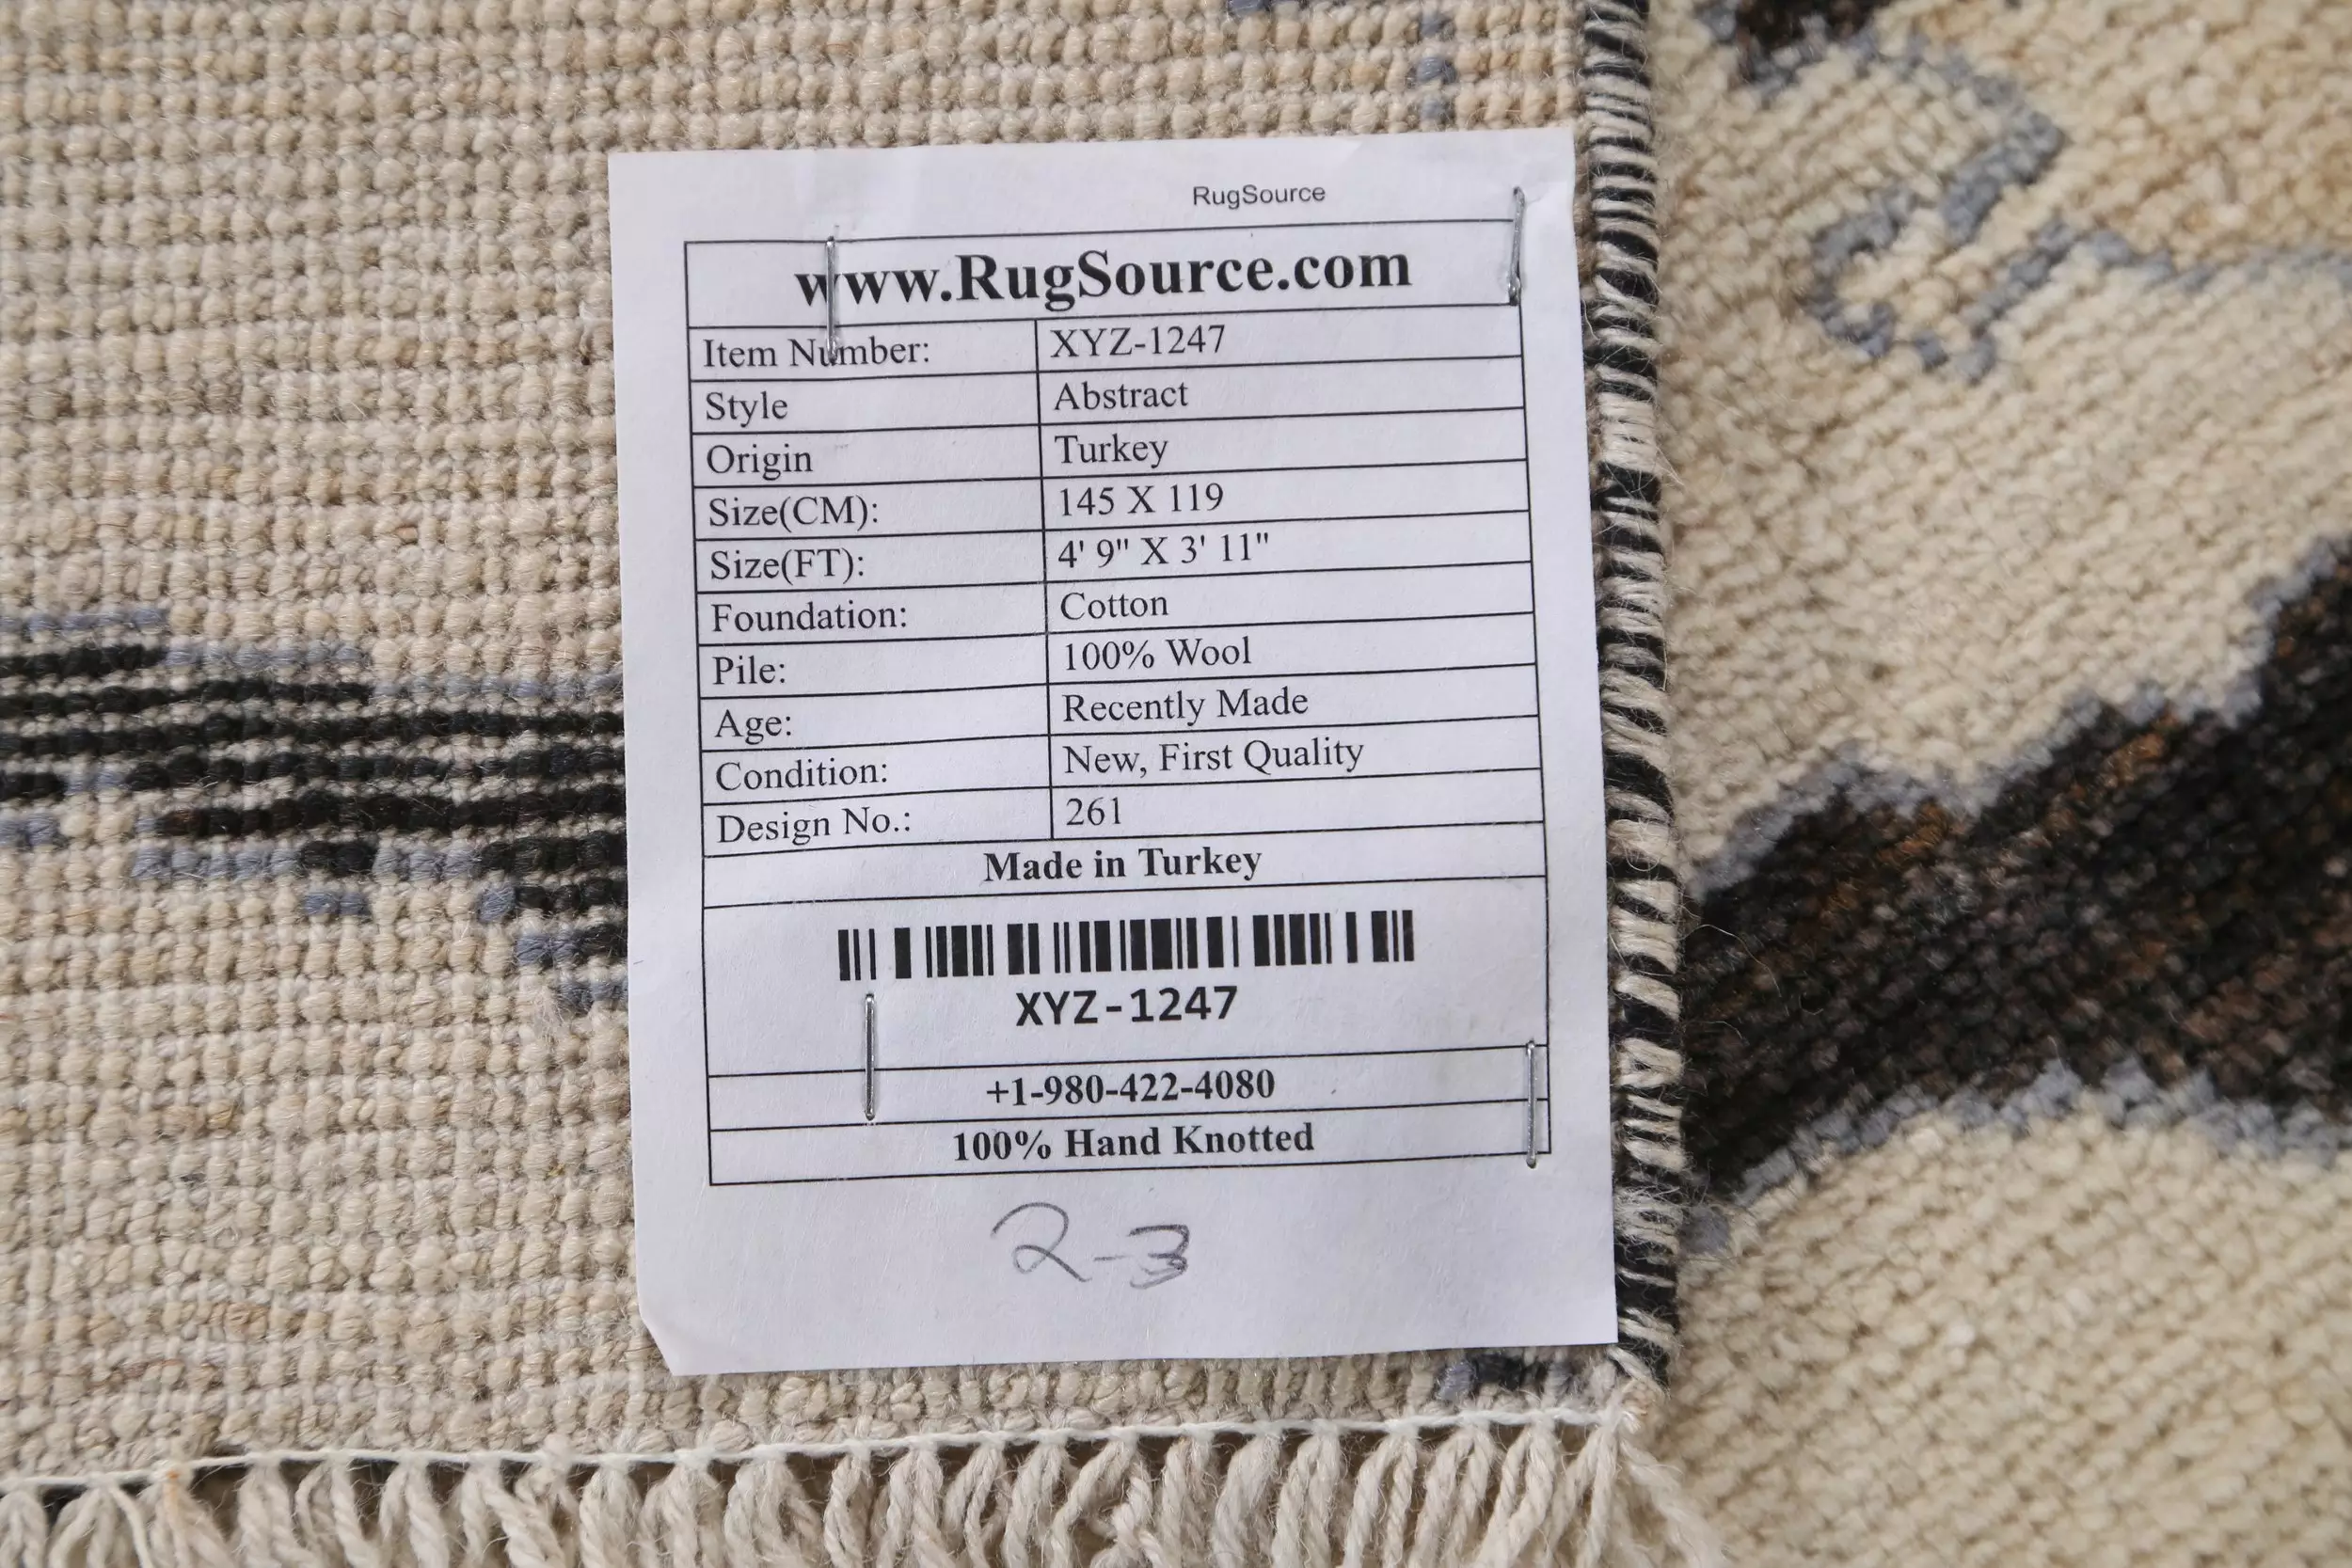 RugSource
www.RugSource.com
Item Number: XYZ-1247
Style Abstract
Origin Turkey
Size(CM): 145 X 119
Size(FT): 4' 9" X 3' 11"
Foundation: Cotton
Pile: 100% Wool
Age: Recently Made
Condition: New, First Quality
Design No.: 261
Made in Turkey
XYZ-1247
+1-980-422-4080
100% Hand Knotted
2-3